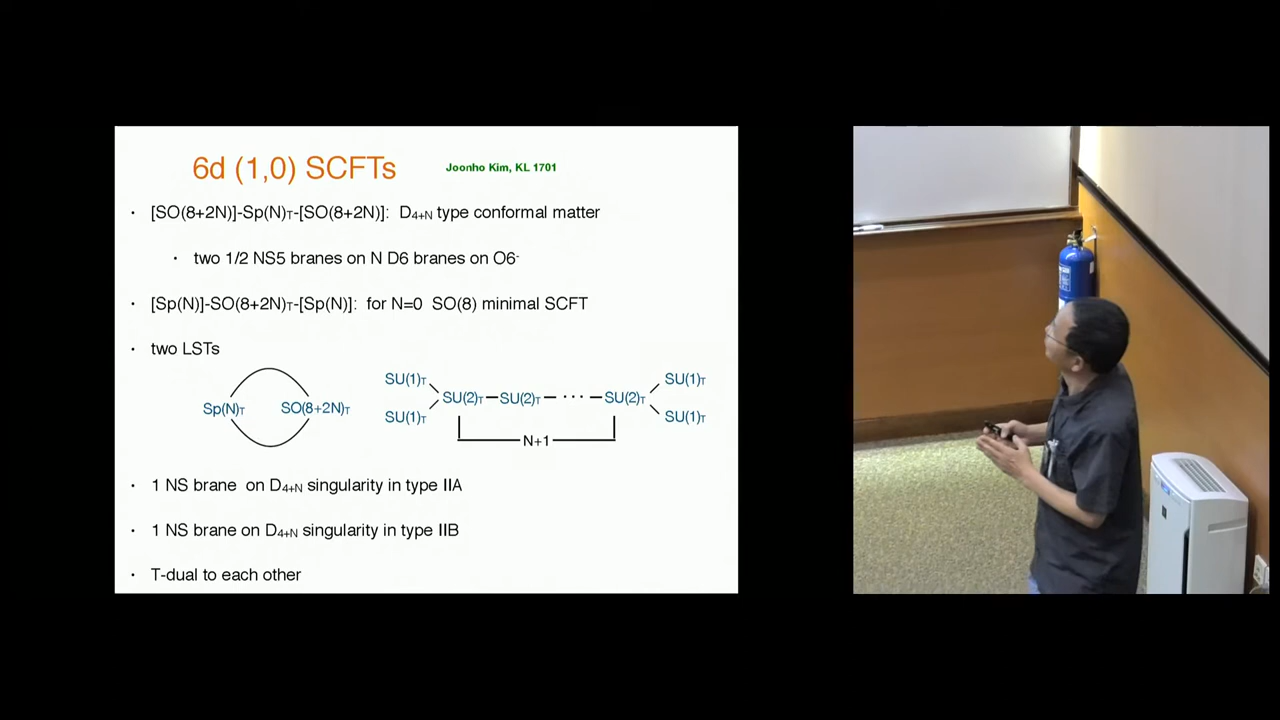 6d (1,0) SCFTs
Joonho Kim, KL 1701
• [SO(8+2N)]-Sp(N)T-[SO(8+2N)]: D4+N type conformal matter
• two 1/2 NS5 branes on N D6 branes on O6-
• [Sp(N)]-SO(8+2N)T-[Sp(N)]: for N=0 SO(8) minimal SCFT
• two LSTs
Sp(N)T SO(8+2N)T
SU(1)T SU(1)T
SU(2)T SU(2)T ··· SU(2)T
SU(1)T SU(1)T
N+1
• 1 NS brane on D4+N singularity in type IIA
• 1 NS brane on D4+N singularity in type IIB
• T-dual to each other